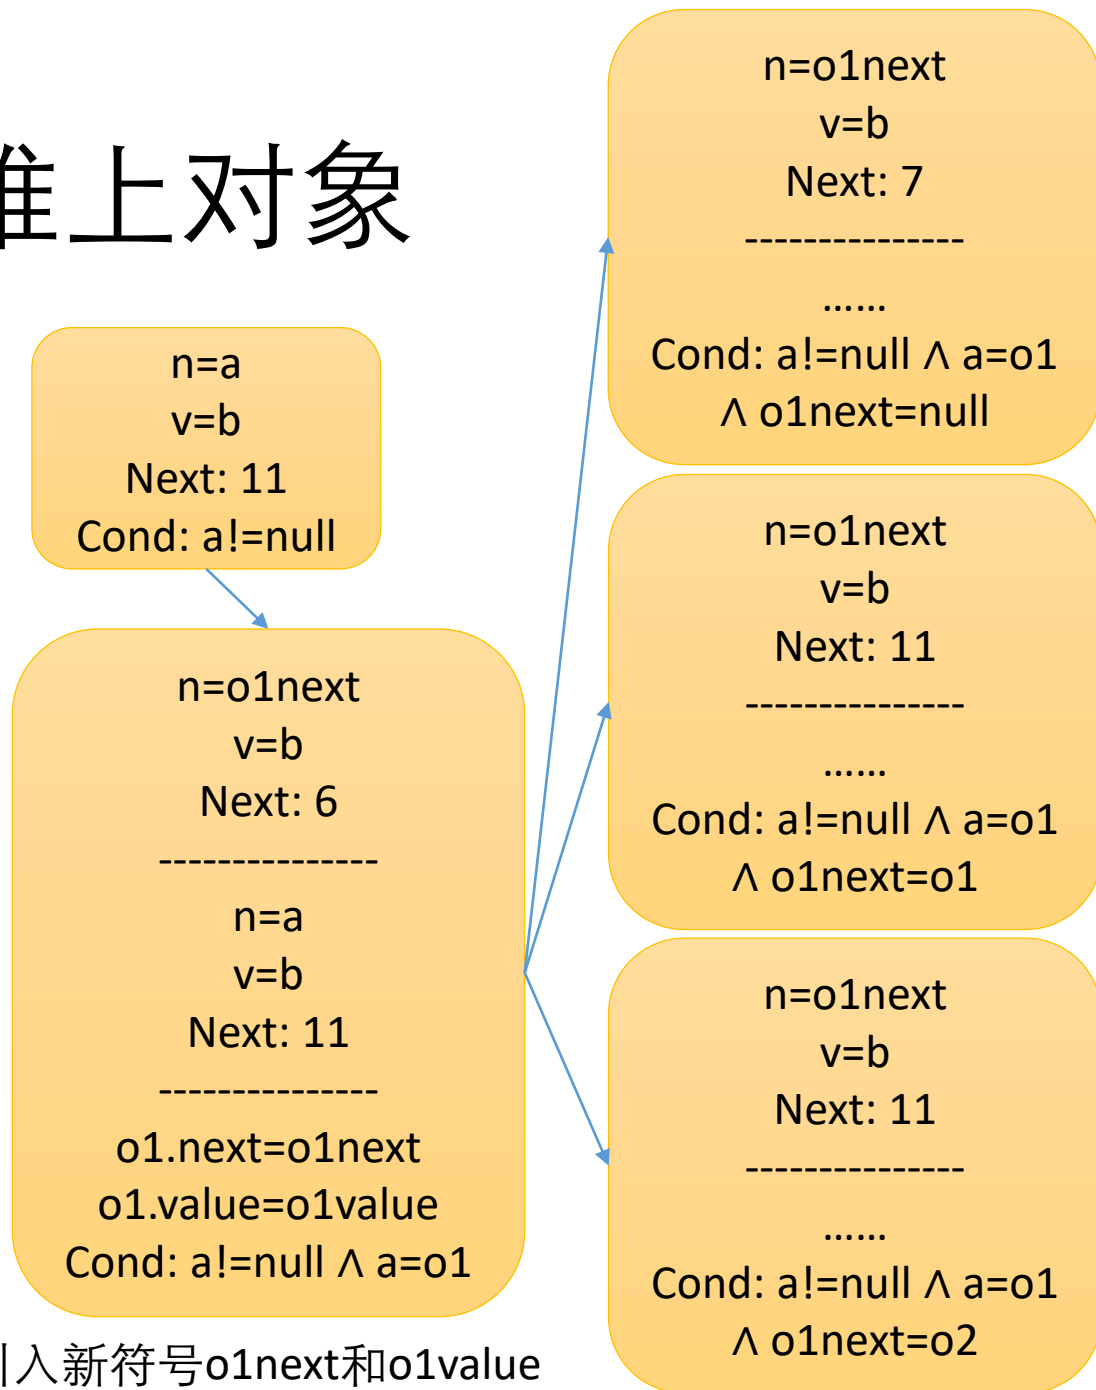 堆上对象
n=a
v=b
Next: 11
Cond: a!=null
n=o1next
v=b
Next: 6
---------------
n=a
v=b
Next: 11
---------------
o1.next=o1next
o1.value=o1value
Cond: a!=null ∧ a=o1
引入新符号o1next和o1value
n=o1next
v=b
Next: 7
---------------
……
Cond: a!=null ∧ a=o1
∧ o1next=null
n=o1next
v=b
Next: 11
---------------
……
Cond: a!=null ∧ a=o1
∧ o1next=o1
n=o1next
v=b
Next: 11
---------------
……
Cond: a!=null ∧ a=o1
∧ o1next=o2